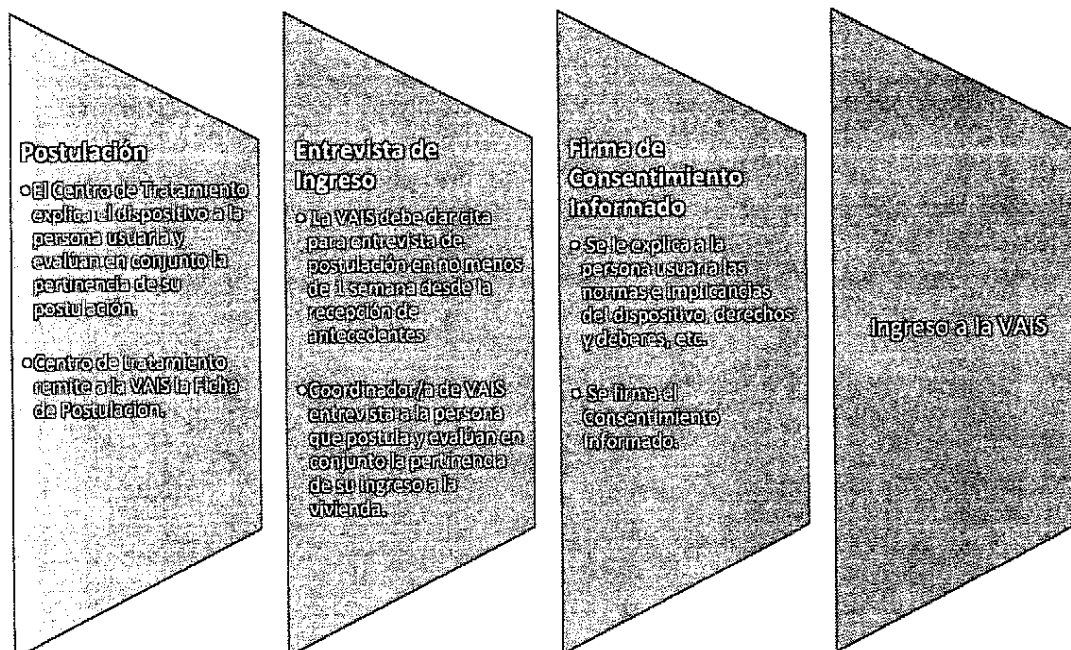 Postulación
• El Centro de Tratamiento
explica el dispositivo a la
persona usuaria y
evalúan en conjunto la
pertinencia de su
postulación.
• Centro de tratamiento
remite a la VAIS la Ficha
de Postulacion.
Entrevista de
Ingreso
• La VAIS debe dar cita
para entrevista de
postulación en no menos
de 1 semana desde la
recepción de
antecedentes
• Coordinador/a de VAIS
entrevista a la persona
que postula y evalúan en
conjunto la pertinencia
de su ingreso a la
vivienda.
Firma de
Consentimiento
Informado
• Se le explica a la
persona usuaria las
normas e implicancias
del dispositivo, derechos
y deberes, etc.
• Se firma el
Consentimiento
Informado.
Ingreso a la VAIS